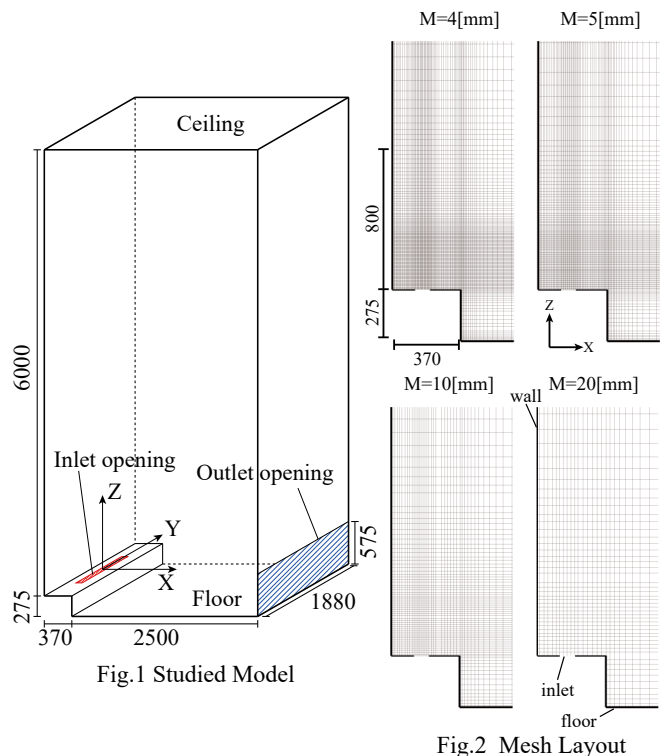 Ceiling
6000
Inlet opening
Outlet opening
Z
Y
X
575
275
Floor
1880
370
2500
Fig.1 Studied Model
M=4[mm]
M=5[mm]
800
275
370
Z
X
M=10[mm]
M=20[mm]
wall
inlet
floor
Fig.2 Mesh Layout